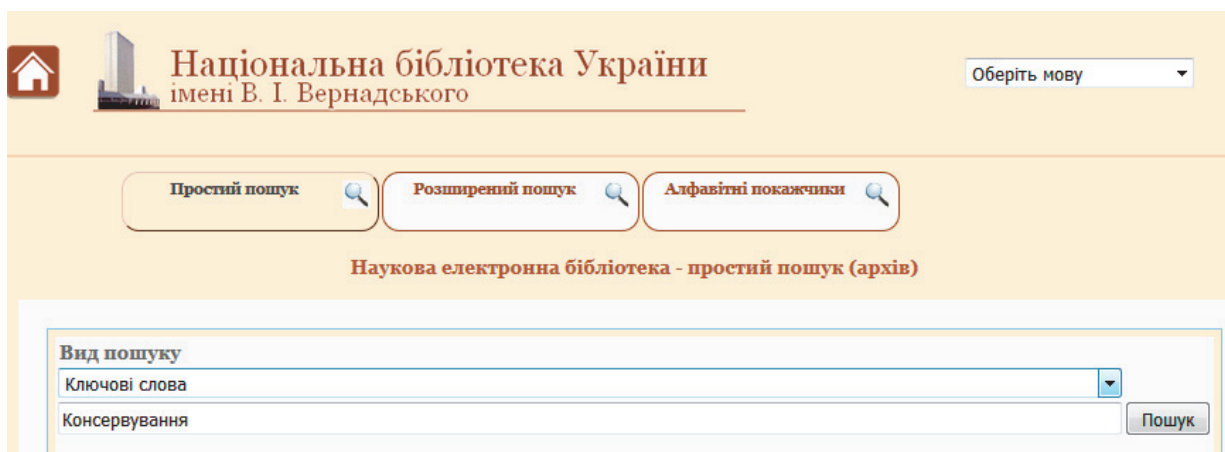 Національна бібліотека України
імені В. І. Вернадського
Оберіть мову
Простий пошук
Розширений пошук
Алфавітні покажчики
Наукова електронна бібліотека - простий пошук (архів)
Вид пошуку
Ключові слова
Консервування
Пошук